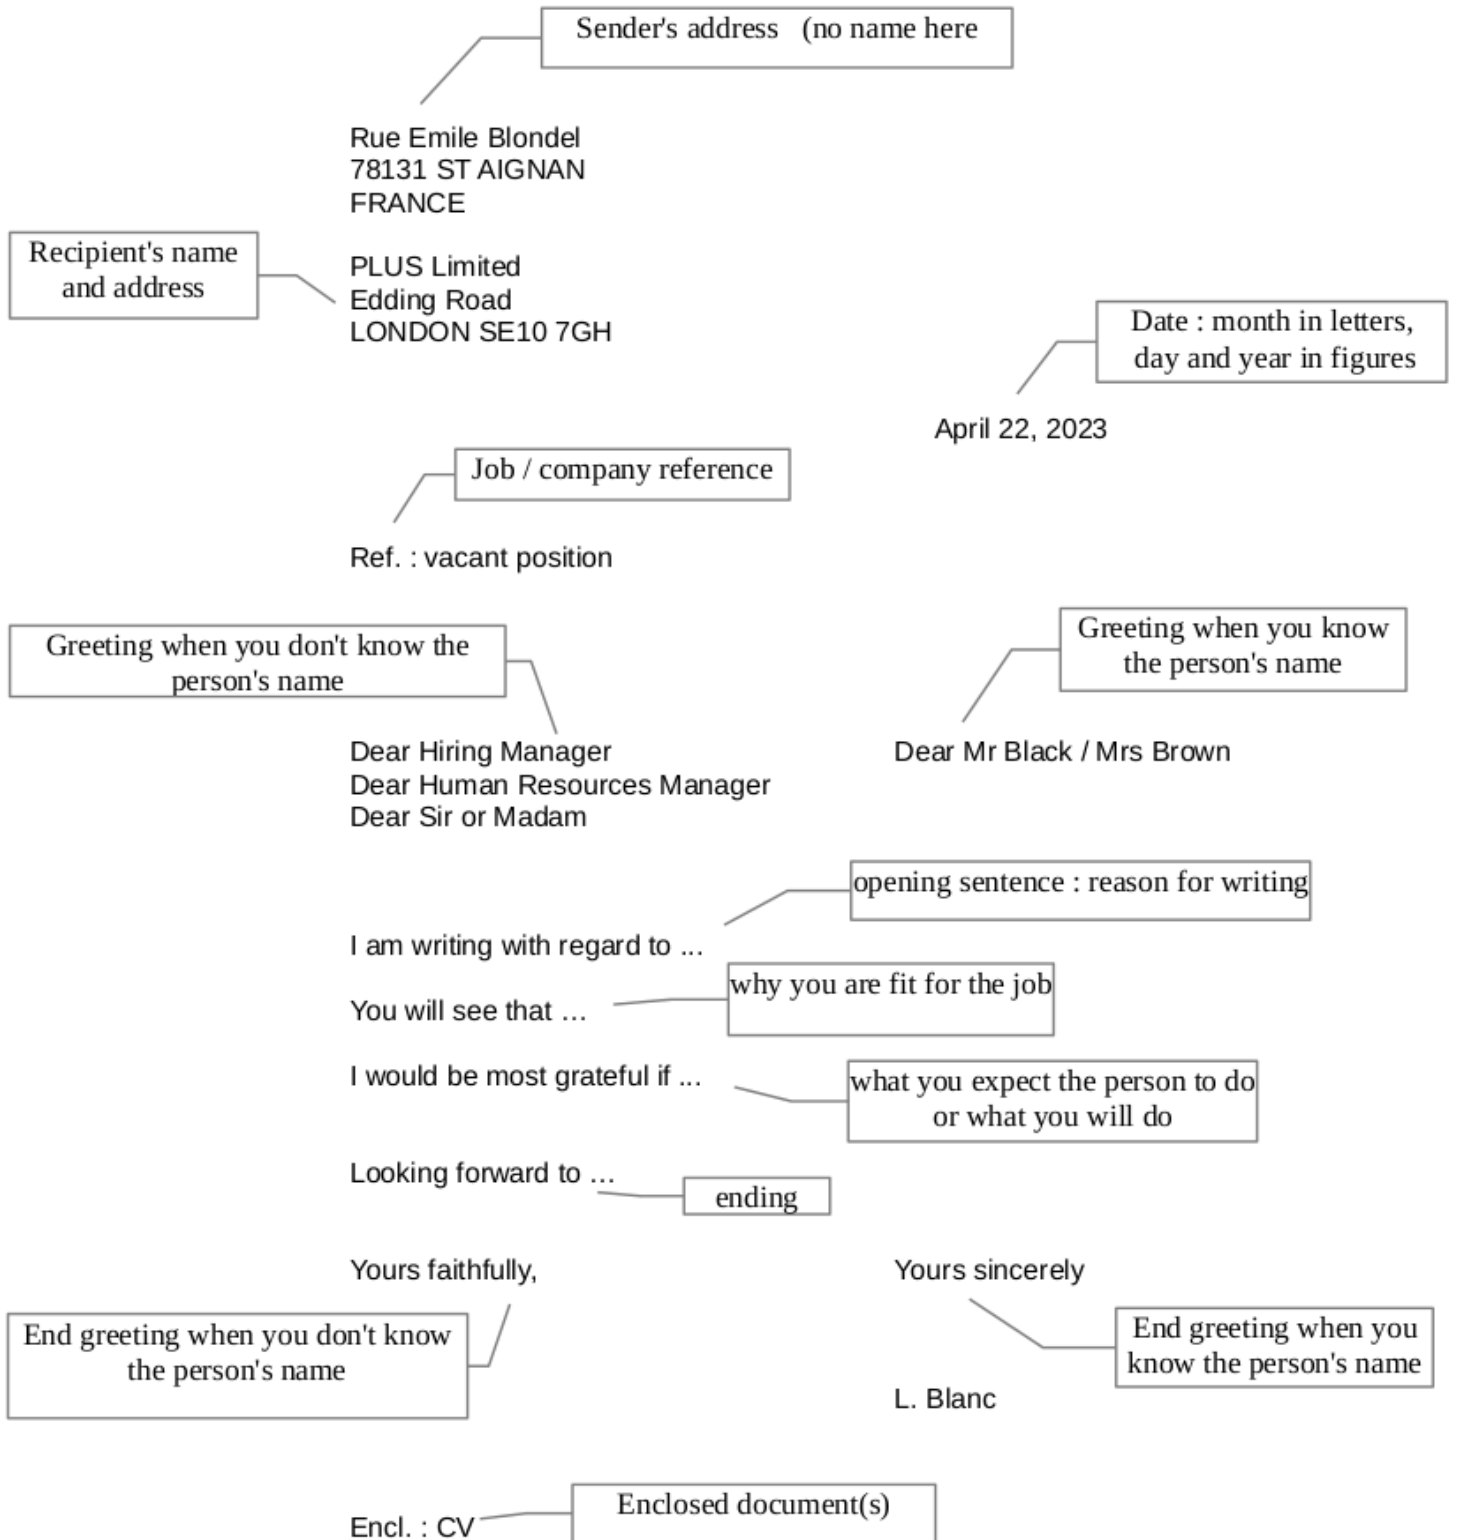 Sender's address (no name here
Rue Emile Blondel
78131 ST AIGNAN
FRANCE
Recipient's name
and address
PLUS Limited
Edding Road
LONDON SE10 7GH
Date : month in letters,
day and year in figures
April 22, 2023
Job / company reference
Ref. : vacant position
Greeting when you don't know the
person's name
Greeting when you know
the person's name
Dear Hiring Manager
Dear Human Resources Manager
Dear Sir or Madam
Dear Mr Black / Mrs Brown
opening sentence : reason for writing
I am writing with regard to ...
why you are fit for the job
You will see that …
I would be most grateful if ...
what you expect the person to do
or what you will do
Looking forward to …
ending
Yours faithfully,
Yours sincerely
End greeting when you don't know
the person's name
End greeting when you
know the person's name
L. Blanc
Enclosed document(s)
Encl. : CV